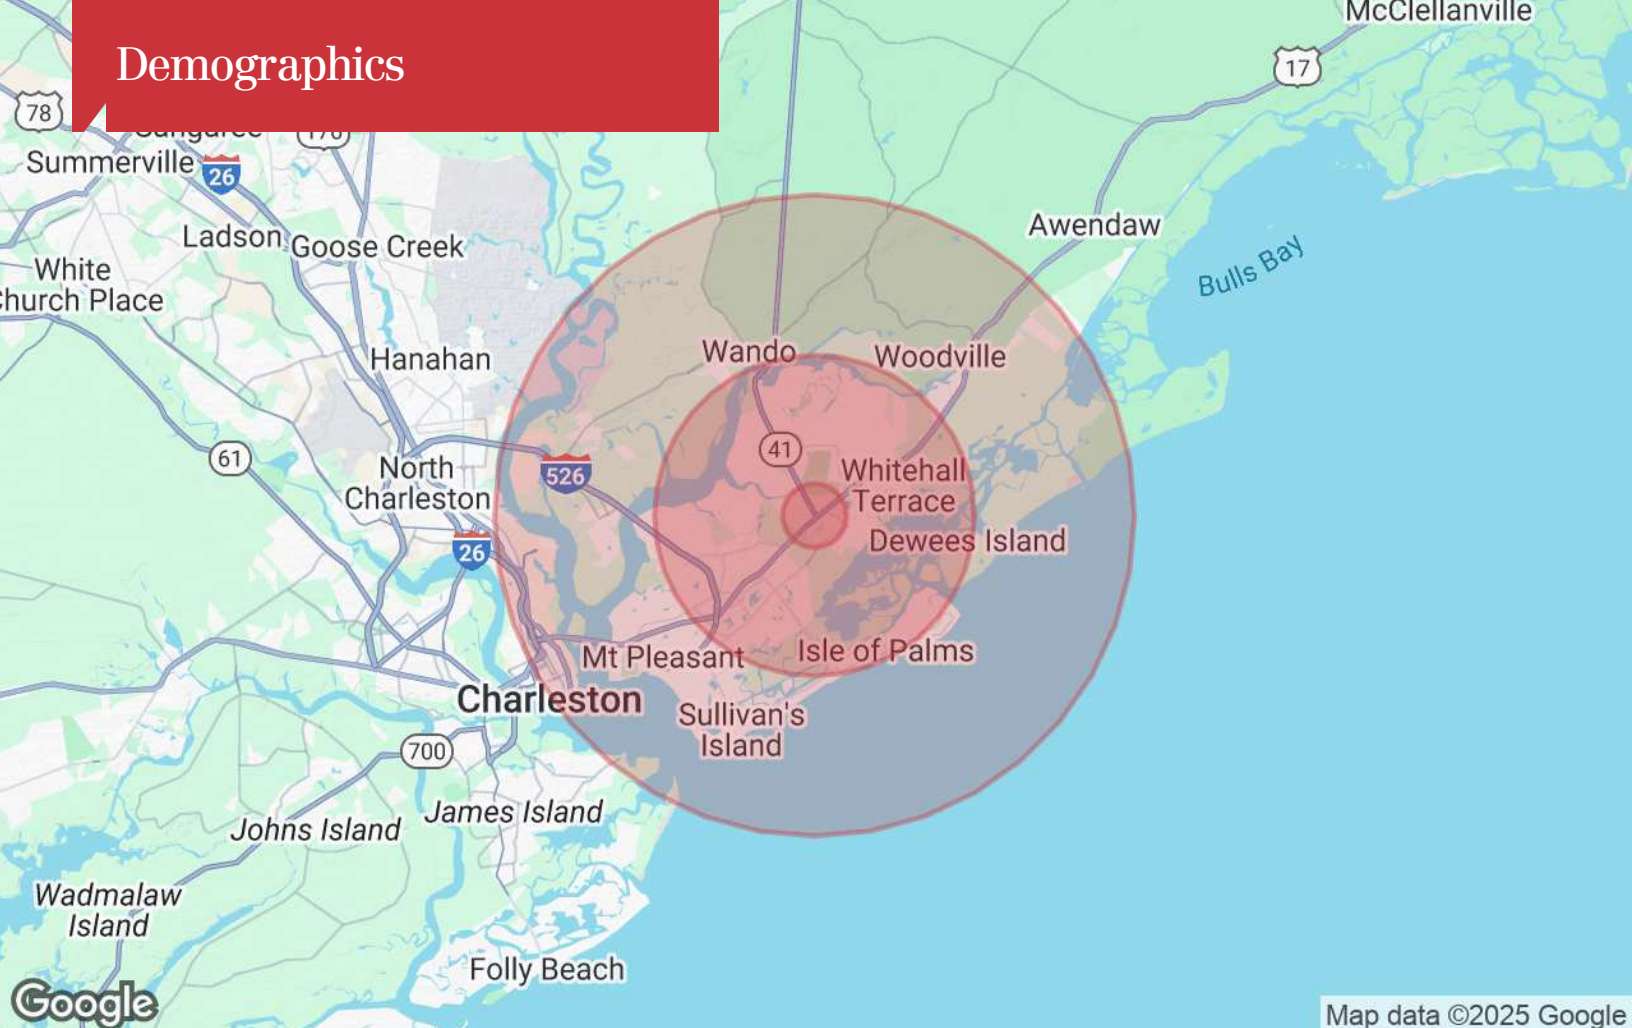 Demographics
McClellanville
17
78
Summerville
26
Awendaw
Ladson
Goose Creek
White
Church Place
Bulls Bay
Hanahan
Wando
Woodville
61
41
North
Charleston
526
Whitehall
Terrace
26
Dewees Island
Mt Pleasant
Isle of Palms
Charleston
Sullivan's
Island
700
James Island
Johns Island
Wadmalaw
Island
Folly Beach
Google
Map data ©2025 Google